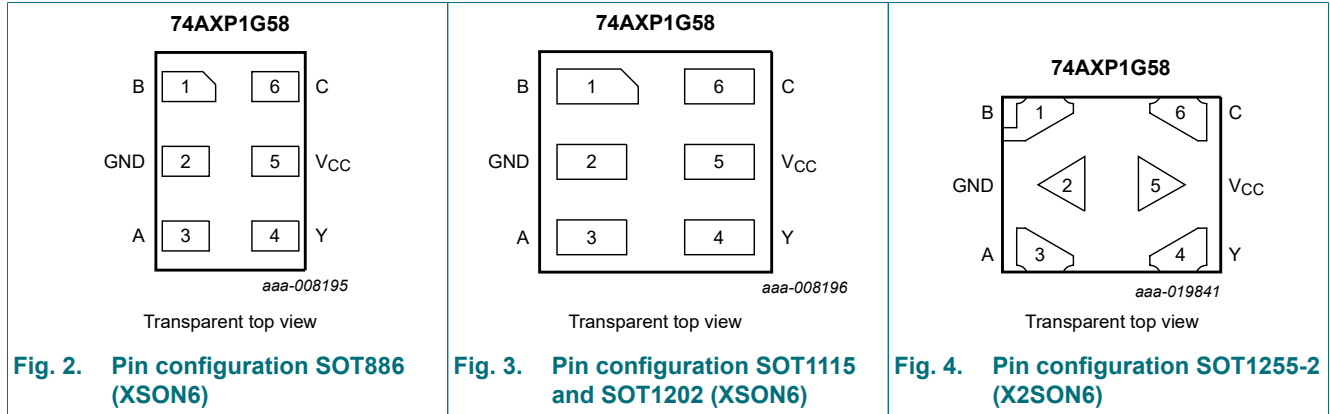 74AXP1G58
B 1 6 C
GND 2 5 VCC
A 3 4 Y
aaa-008195
Transparent top view
Fig. 2. Pin configuration SOT886
(XSON6)
74AXP1G58
B 1 6 C
GND 2 5 VCC
A 3 4 Y
aaa-008196
Transparent top view
Fig. 3. Pin configuration SOT1115
and SOT1202 (XSON6)
74AXP1G58
B 1 6 C
GND 2 5 VCC
A 3 4 Y
aaa-019841
Transparent top view
Fig. 4. Pin configuration SOT1255-2
(X2SON6)